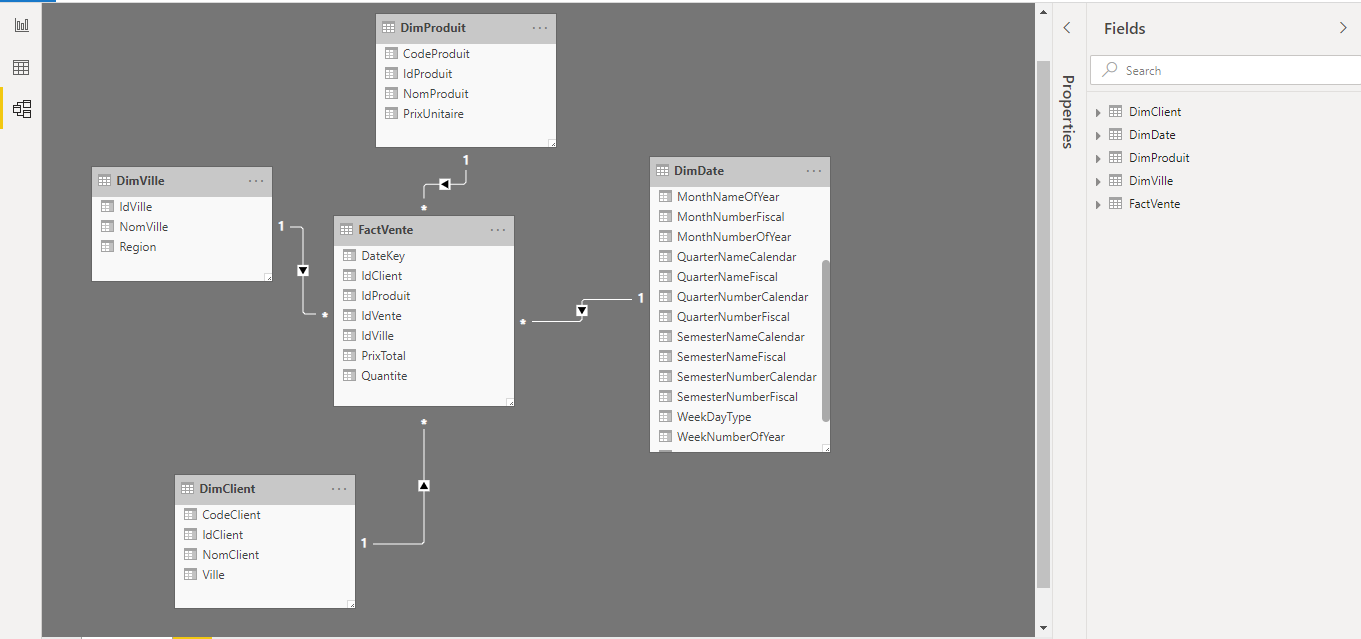 DimProduit
CodeProduit
IdProduit
NomProduit
PrixUnitaire
1
*
DimVille
IdVille
NomVille
Region
1
*
FactVente
DateKey
IdClient
IdProduit
IdVente
IdVille
PrixTotal
Quantite
*
1
DimDate
MonthNameOfYear
MonthNumberFiscal
MonthNumberOfYear
QuarterNameCalendar
QuarterNameFiscal
QuarterNumberCalendar
QuarterNumberFiscal
SemesterNameCalendar
SemesterNameFiscal
SemesterNumberCalendar
SemesterNumberFiscal
WeekDayType
WeekNumberOfYear
*
1
DimClient
CodeClient
IdClient
NomClient
Ville
Properties
Fields
Search
DimClient
DimDate
DimProduit
DimVille
FactVente